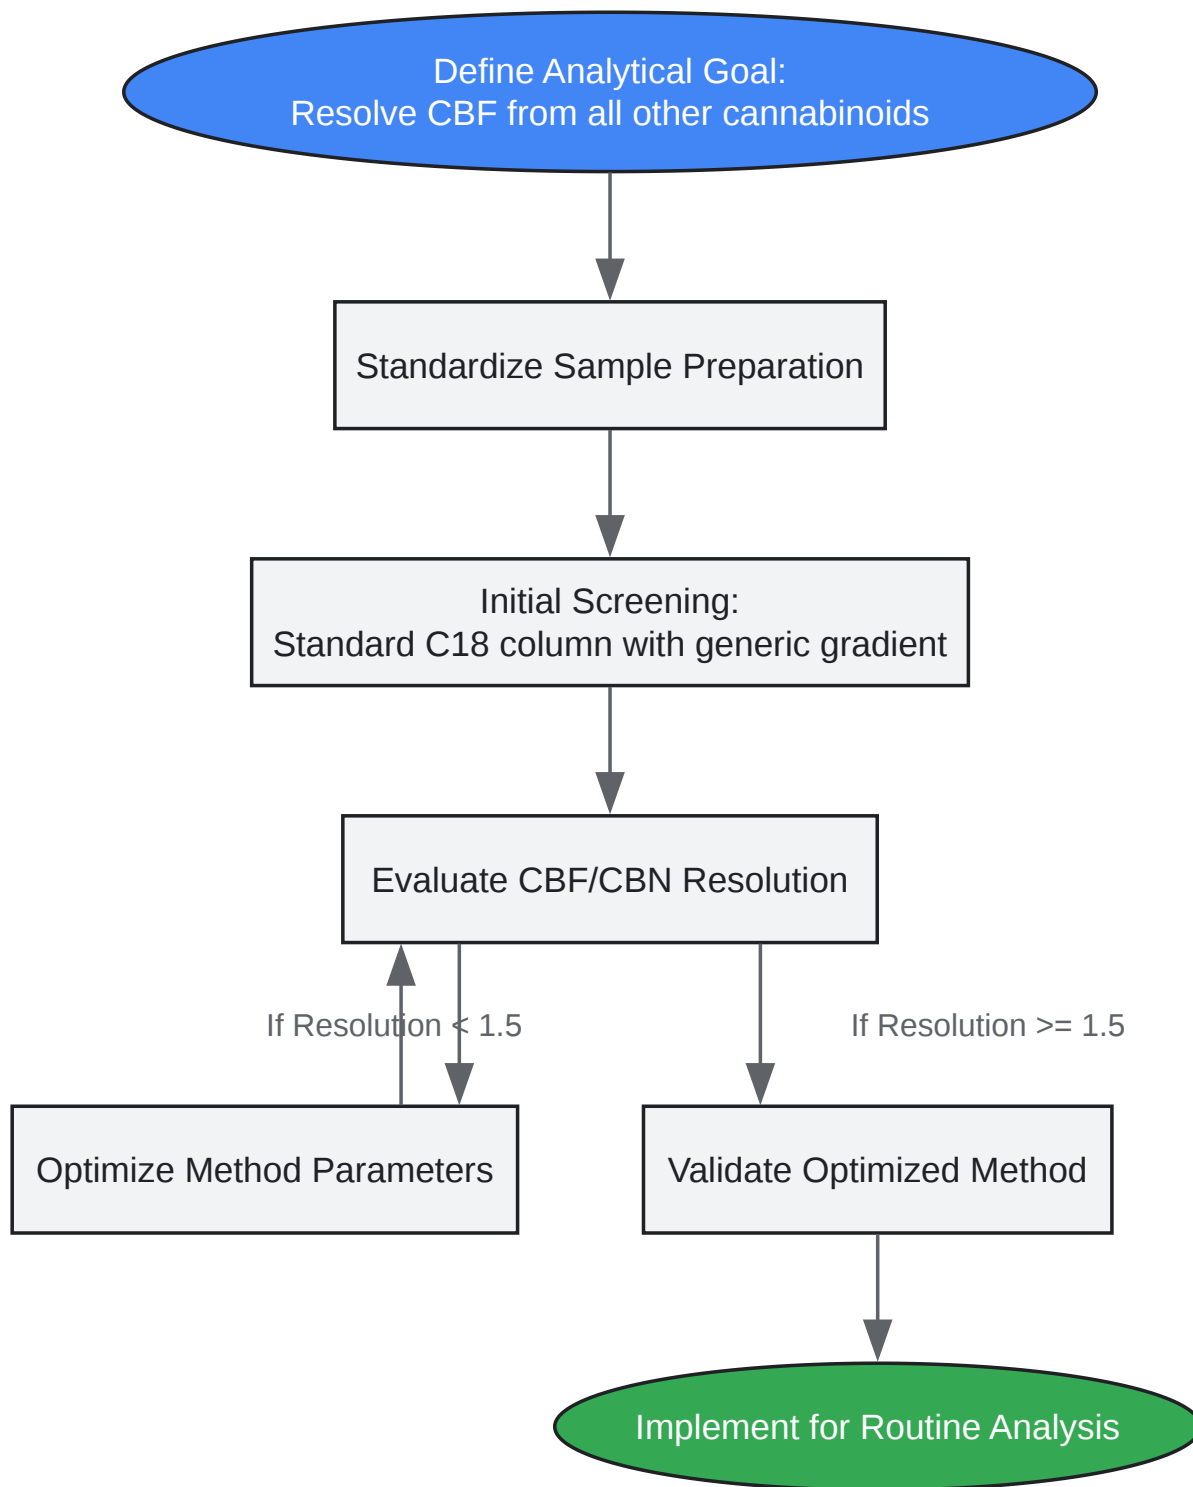 Define Analytical Goal:
Resolve CBF from all other cannabinoids
Standardize Sample Preparation
Initial Screening:
Standard C18 column with generic gradient
Evaluate CBF/CBN Resolution
If Resolution < 1.5
If Resolution >= 1.5
Optimize Method Parameters
Validate Optimized Method
Implement for Routine Analysis